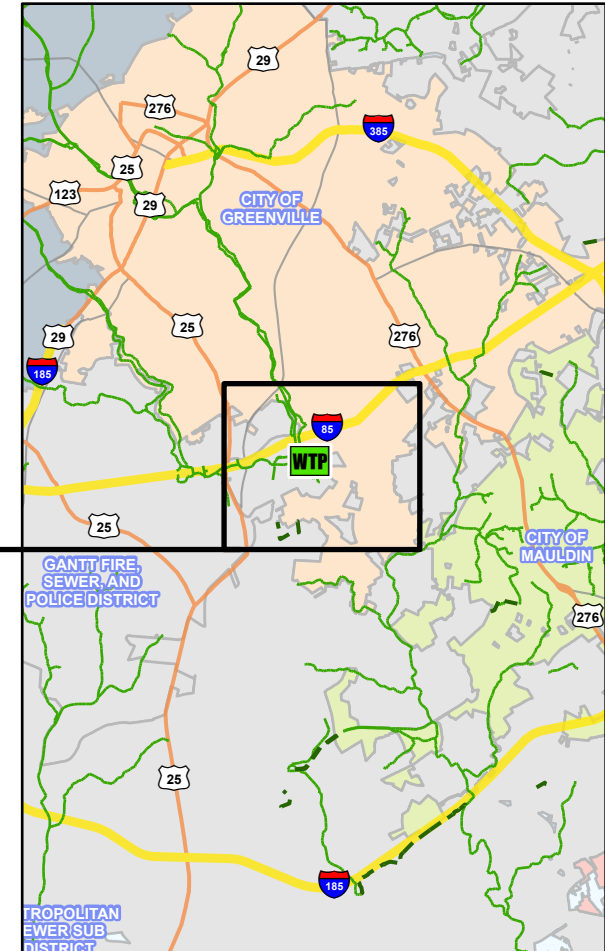 29
276
385
25
123
29
CITY OF
GREENVILLE
25
29
276
185
85
WTP
25
CITY OF
MAULDIN
GANTT FIRE,
SEWER, AND
POLICE DISTRICT
276
25
185
TROPOLITAN
EWER SUB
DISTRICT